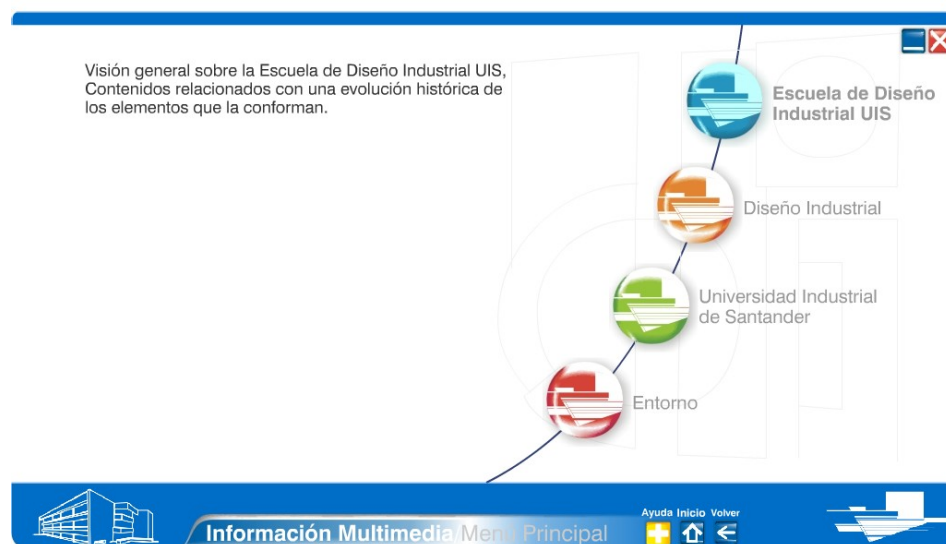 Visión general sobre la Escuela de Diseño Industrial UIS,
Contenidos relacionados con una evolución histórica de
los elementos que la conforman.
Escuela de Diseño
Industrial UIS
Diseño Industrial
Universidad Industrial
de Santander
Entorno
Ayuda Inicio Volver
Información Multimedia Menú Principal